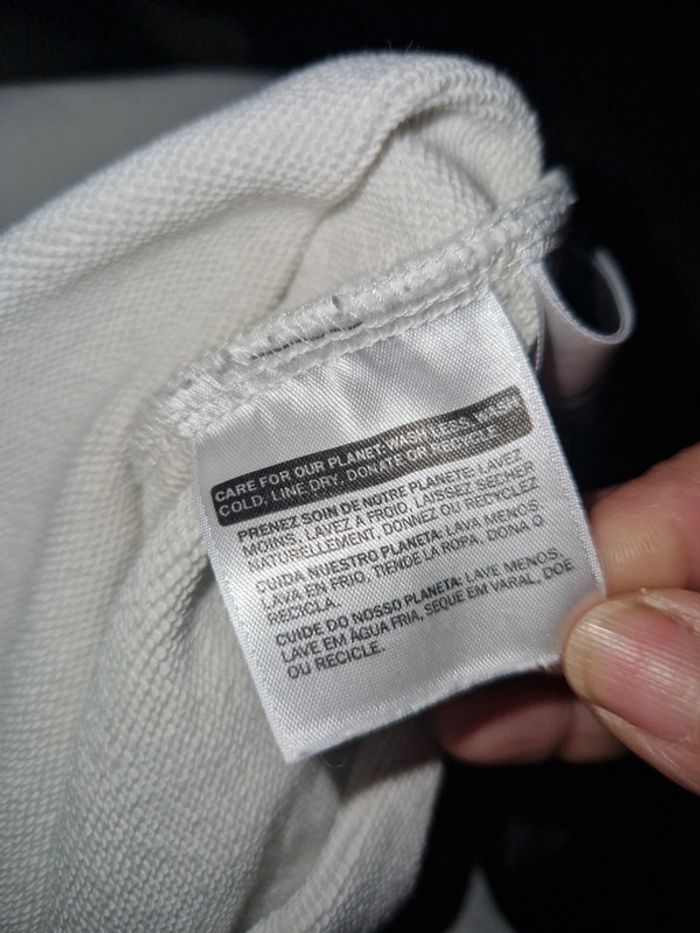 CARE FOR OUR PLANET: WASH LESS, WASH
COLD, LINE DRY, DONATE OR RECYCLE
PRENEZ SOIN DE NOTRE PLANETE: LAVEZ
MOINS, LAVEZ À FROID, LAISSEZ SÉCHER
NATURELLEMENT, DONNEZ OU RECYCLEZ
CUIDA NUESTRO PLANETA: LAVA MENOS,
LAVA EN FRIO, TIENDE LA ROPA, DONA O
RECICLA.
CUIDE DO NOSSO PLANETA: LAVE MENOS,
LAVE EM ÁGUA FRIA, SEQUE EM VARAL, DOE
OU RECICLE.